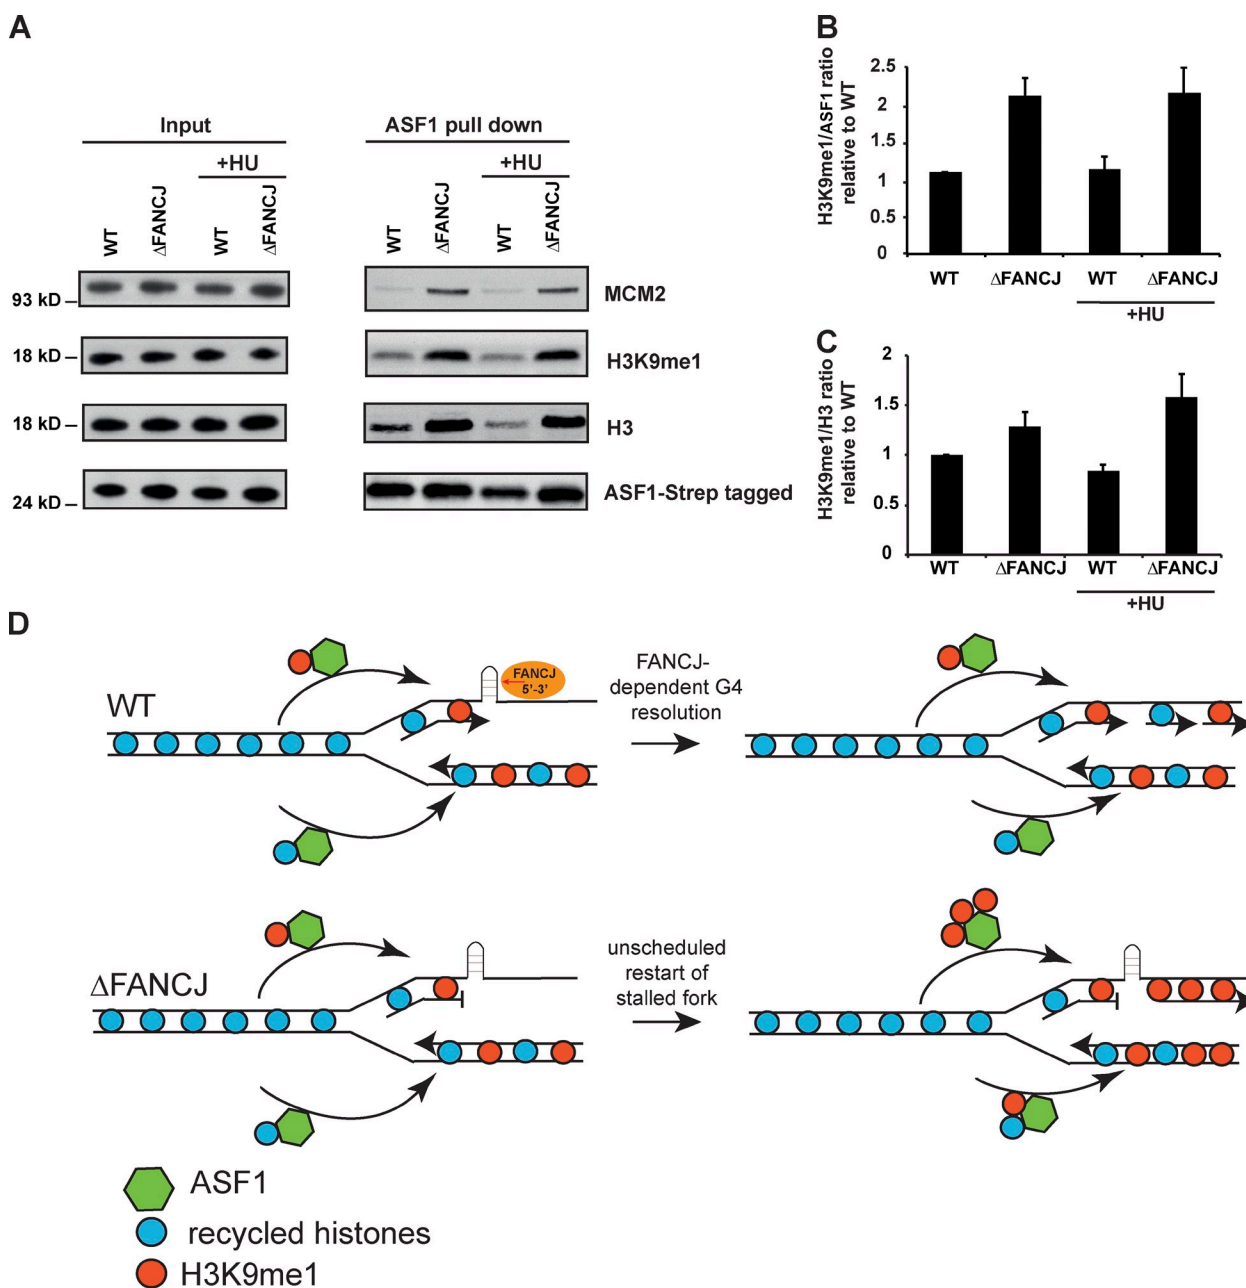 A
Input
ASF1 pull down
+HU
+HU
WT
ΔFANCJ
WT
ΔFANCJ
WT
ΔFANCJ
WT
ΔFANCJ
93 kD
MCM2
18 kD
H3K9me1
18 kD
H3
24 kD
ASF1-Strep tagged
B
H3K9me1/ASF1 ratio
relative to WT
2.5
2
1.5
1
0.5
0
WT
ΔFANCJ
WT
ΔFANCJ
+HU
C
H3K9me1/H3 ratio
relative to WT
2
1.5
1
0.5
0
WT
ΔFANCJ
WT
ΔFANCJ
+HU
D
WT
FANCJ
5'-3'
FANCJ-
dependent G4
resolution
ΔFANCJ
unscheduled
restart of
stalled fork
ASF1
recycled histones
H3K9me1